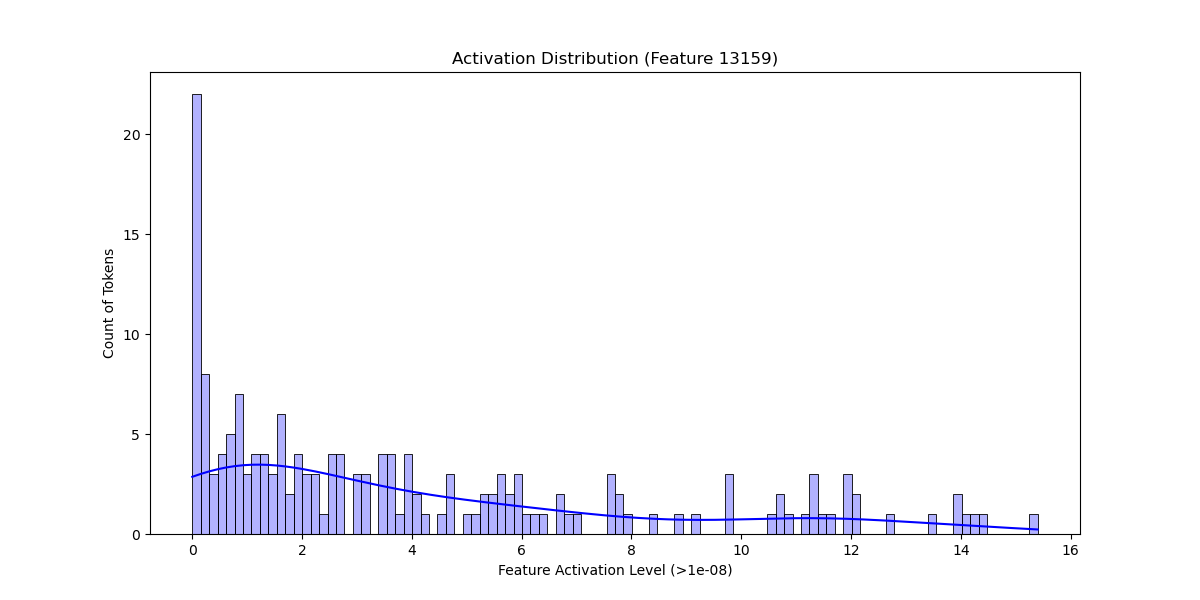 Activation Distribution (Feature 13159)
Count of Tokens
20
15
10
5
0
0 2 4 6 8 10 12 14 16
Feature Activation Level (>1e-08)